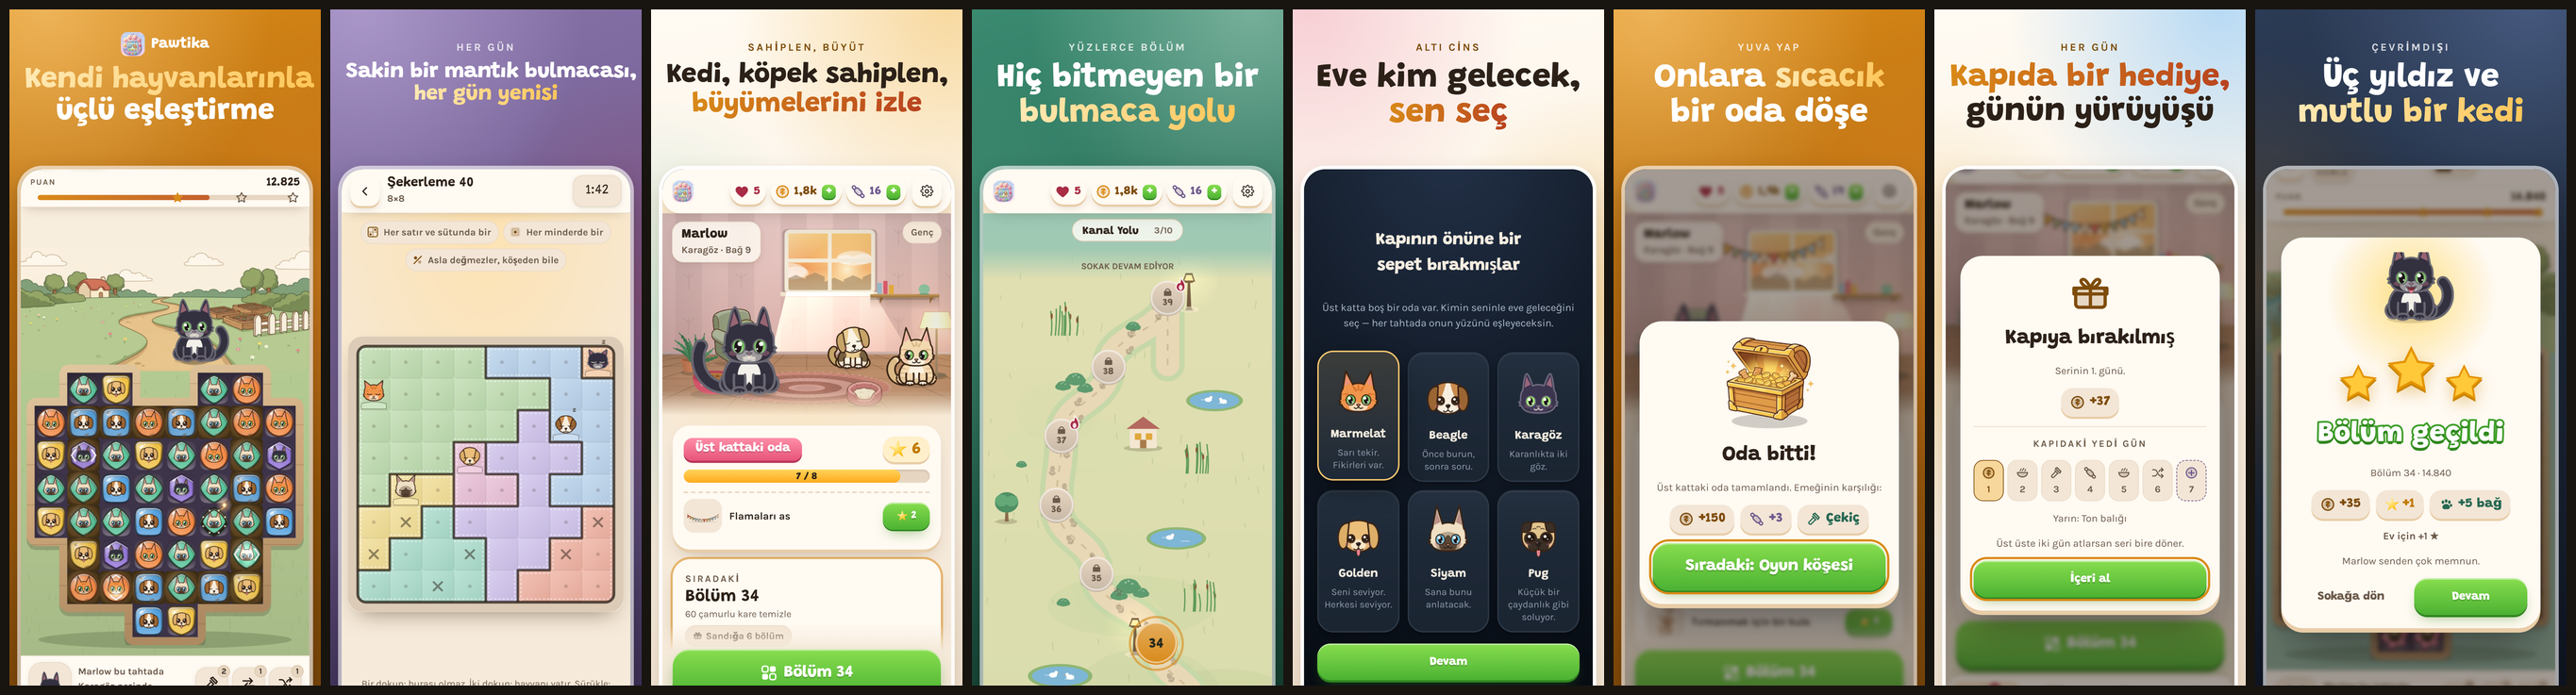 Pawtika
Kendi hayvanlarınla
üçlü eşleştirme
PUAN
12.825
Marlow bu tahtada
2
1
1
HER GÜN
Sakin bir mantık bulmacası,
her gün yenisi
Şekerleme 40
8×8
1:42
Her satır ve sütunda bir
Her minderde bir
Asla değmezler, köşeden bile
SAHİPLEN, BÜYÜT
Kedi, köpek sahiplen,
büyümelerini izle
5
1,8k
16
Marlow
Karagöz · Bağ 9
Genç
Üst kattaki oda
6
7 / 8
Flamaları as
2
SIRADAKİ
Bölüm 34
60 çamurlu kare temizle
Sandığa 6 bölüm
Bölüm 34
YÜZLERCE BÖLÜM
Hiç bitmeyen bir
bulmaca yolu
5
1,8k
16
Kanal Yolu 3/10
SOKAK DEVAM EDİYOR
39
38
37
36
35
34
ALTI CİNS
Eve kim gelecek,
sen seç
Kapının önüne bir
sepet bırakmışlar
Üst katta boş bir oda var. Kimin seninle eve geleceğini
seç — her tahtada onun yüzünü eşleyeceksin.
Marmelat
Sarı tekir.
Fikirleri var.
Beagle
Önce burun,
sonra soru.
Karagöz
Karanlıkta iki
göz.
Golden
Seni seviyor.
Herkesi seviyor.
Siyam
Sana bunu
anlatacak.
Pug
Küçük bir
çaydanlık gibi
soluyor.
Devam
YUVA YAP
Onlara sıcacık
bir oda döşe
Oda bitti!
Üst kattaki oda tamamlandı. Emeğinin karşılığı:
+150
+3
Çekiç
Sıradaki: Oyun köşesi
Bölüm 34
HER GÜN
Kapıda bir hediye,
günün yürüyüşü
Kapıya bırakılmış
Serinin 1. günü.
+37
KAPIDAKİ YEDİ GÜN
1
2
3
4
5
6
7
Yarın: Ton balığı
Üst üste iki gün atlarsan seri bire döner.
İçeri al
Bölüm 34
ÇEVRİMDIŞI
Üç yıldız ve
mutlu bir kedi
Bölüm geçildi
Bölüm 34 · 14.840
+35
+1
+5 bağ
Ev için +1 ★
Marlow senden çok memnun.
Sokağa dön
Devam